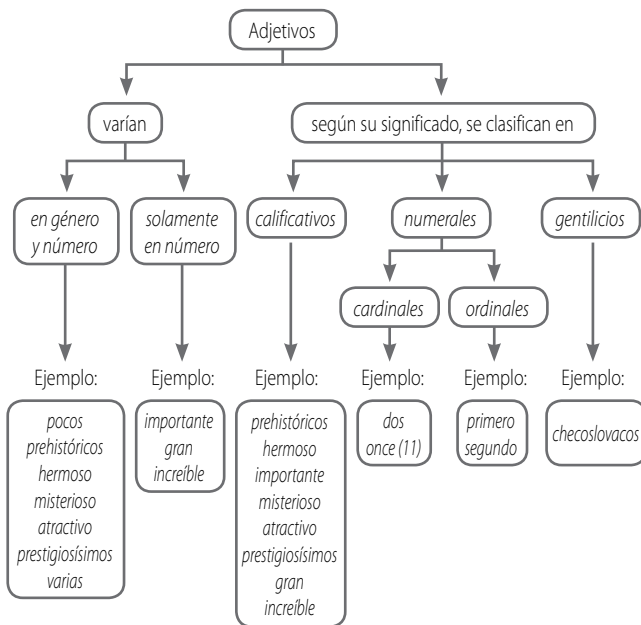 Adjetivos
varían
según su significado, se clasifican en
en género
y número
solamente
en número
calificativos
numerales
gentilicios
cardinales
ordinales
Ejemplo:
Ejemplo:
Ejemplo:
Ejemplo:
Ejemplo:
Ejemplo:
pocos
prehistóricos
hermoso
misterioso
atractivo
prestigiosísimos
varias
importante
gran
increíble
prehistóricos
hermoso
importante
misterioso
atractivo
prestigiosísimos
gran
increíble
dos
once (11)
primero
segundo
checoslovacos